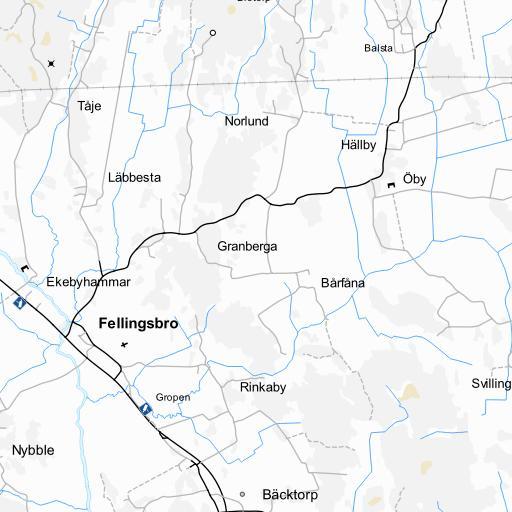 Balsta
Tåje
Norlund
Hällby
Läbbesta
Öby
Granberga
Ekebyhammar
Bårfåna
Fellingsbro
Rinkaby
Svilling
Gropen
Nybble
Bäcktorp